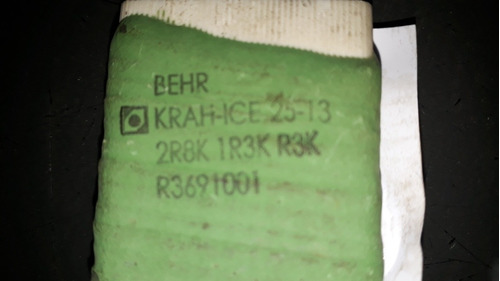 BEHR
KRAH-ICE 25-13
2R8K 1R3K R3K
R3691001